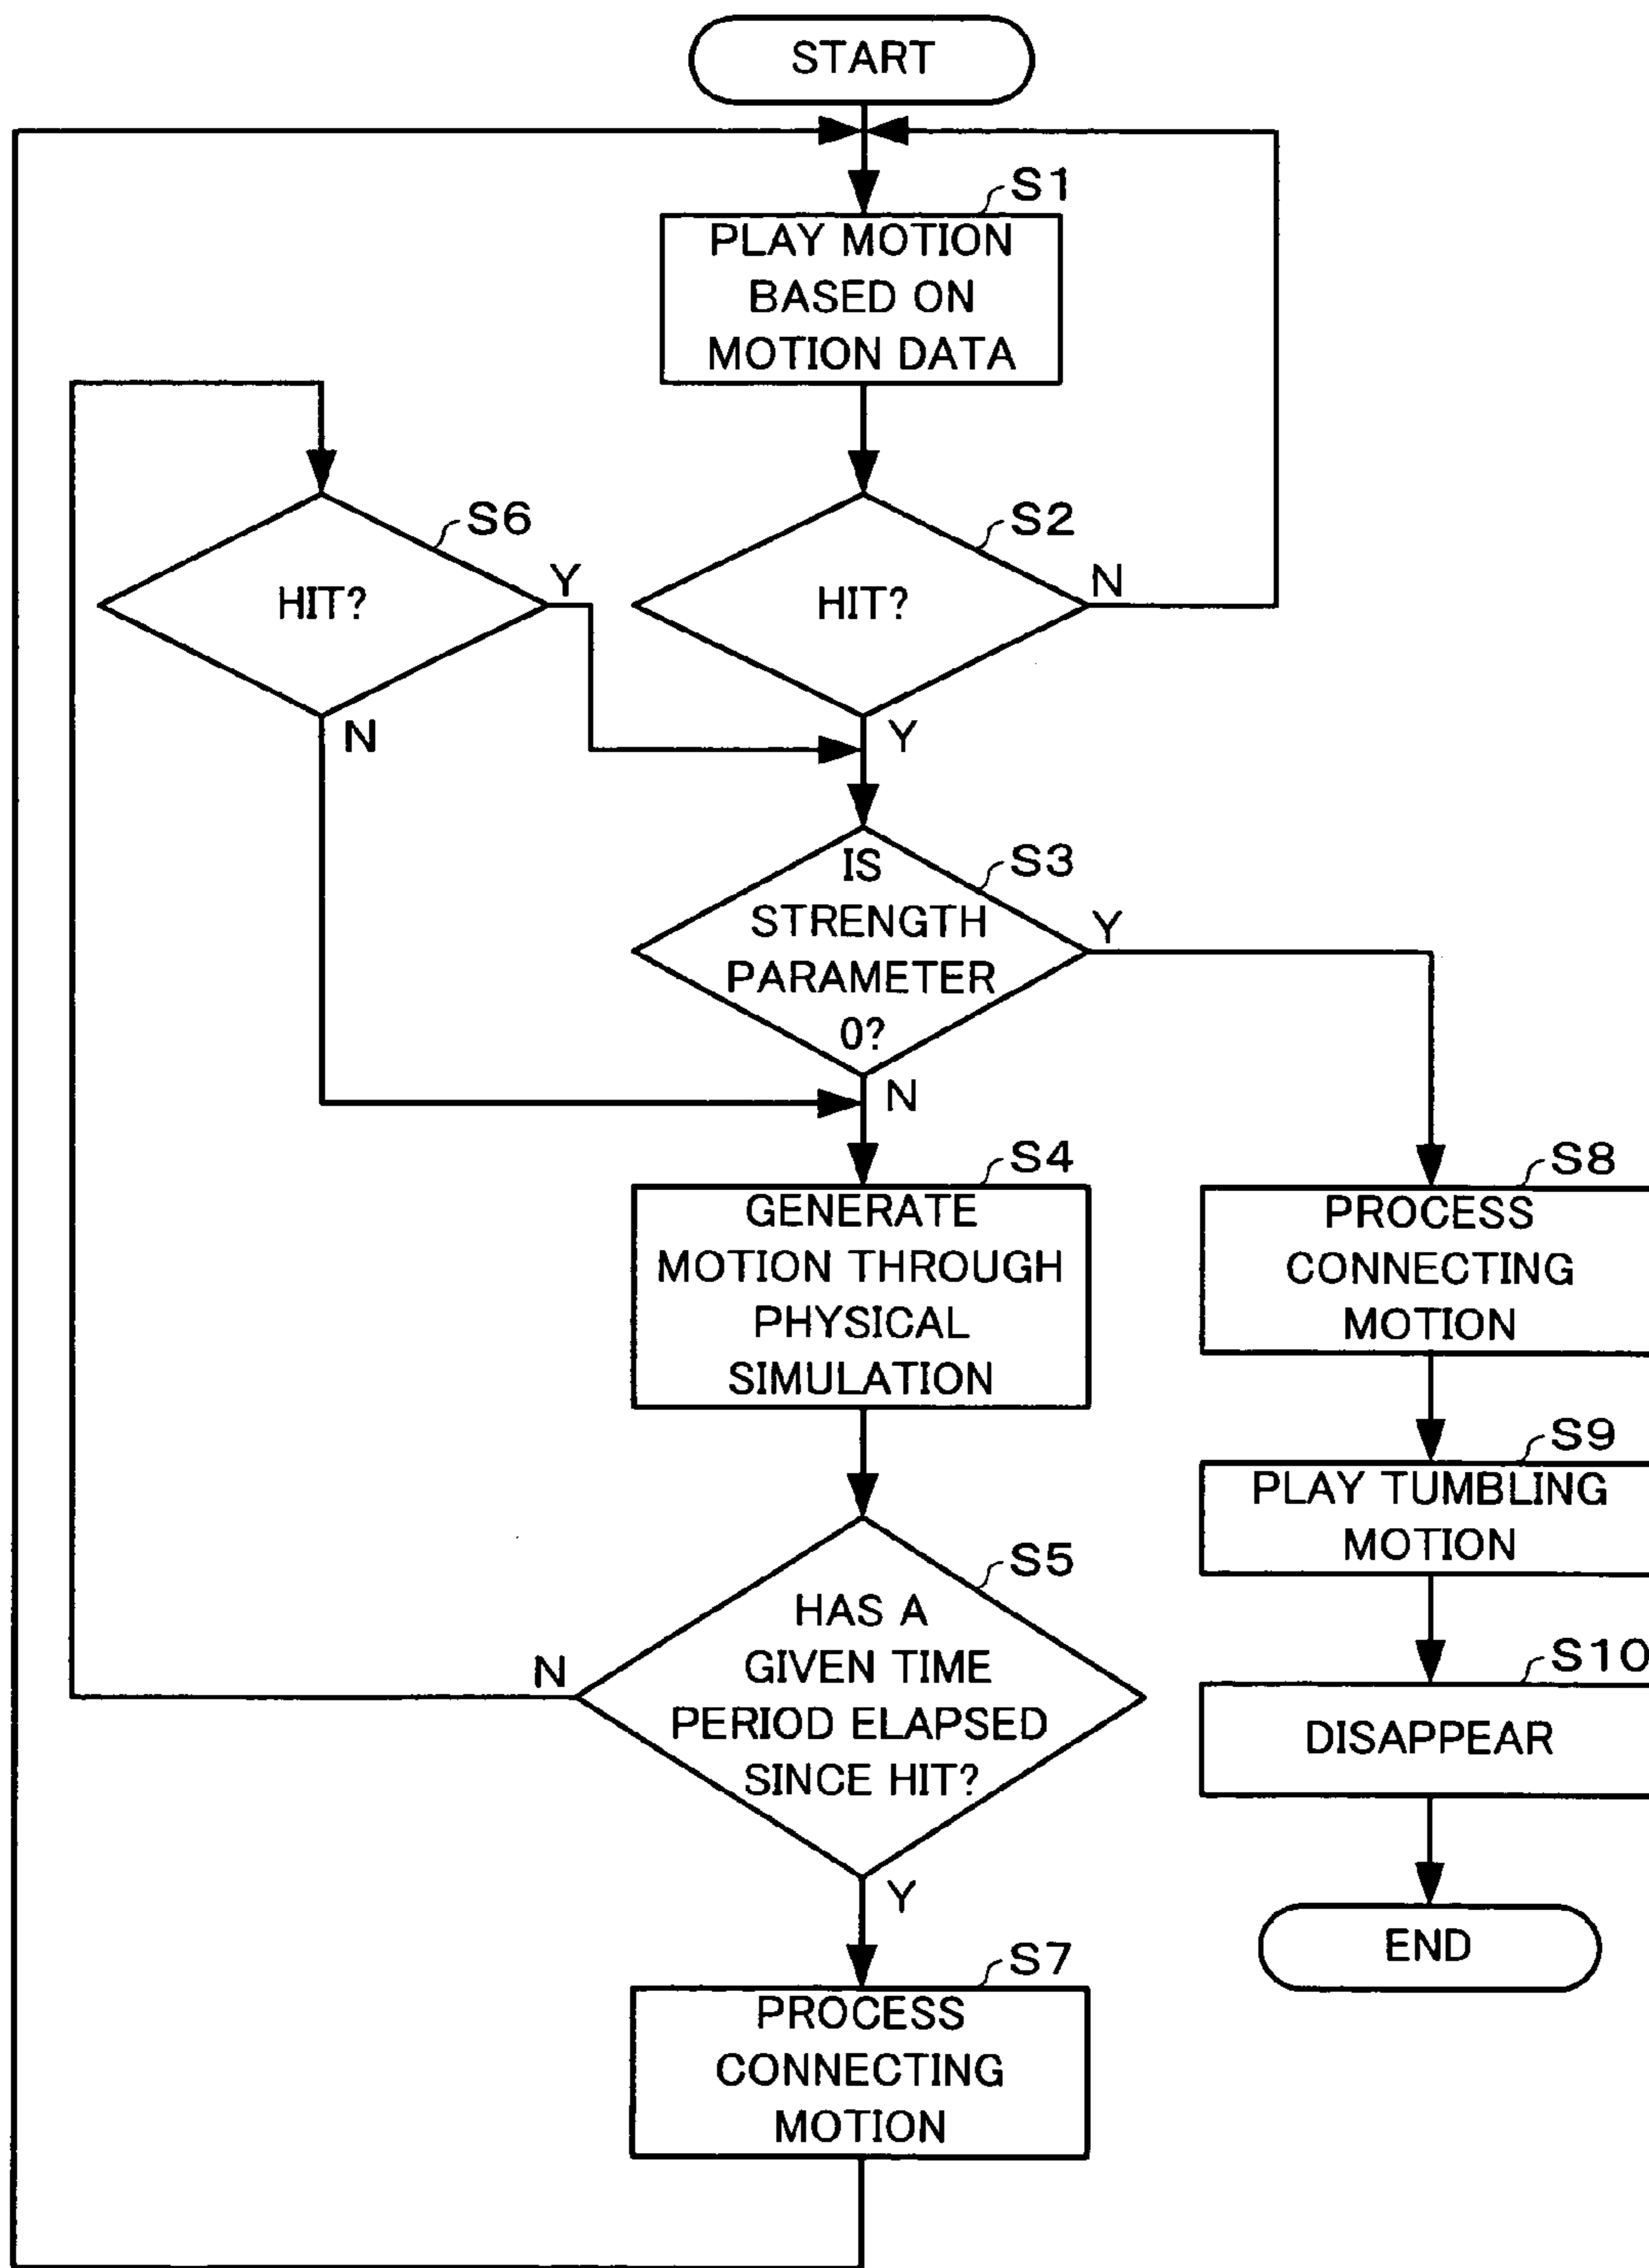 START
S1
PLAY MOTION
BASED ON
MOTION DATA
S6
HIT?
Y
N
S2
HIT?
N
Y
S3
IS
STRENGTH
PARAMETER
0?
Y
N
S4
GENERATE
MOTION THROUGH
PHYSICAL
SIMULATION
S8
PROCESS
CONNECTING
MOTION
S9
PLAY TUMBLING
MOTION
S5
HAS A
GIVEN TIME
PERIOD ELAPSED
SINCE HIT?
N
Y
S10
DISAPPEAR
END
S7
PROCESS
CONNECTING
MOTION